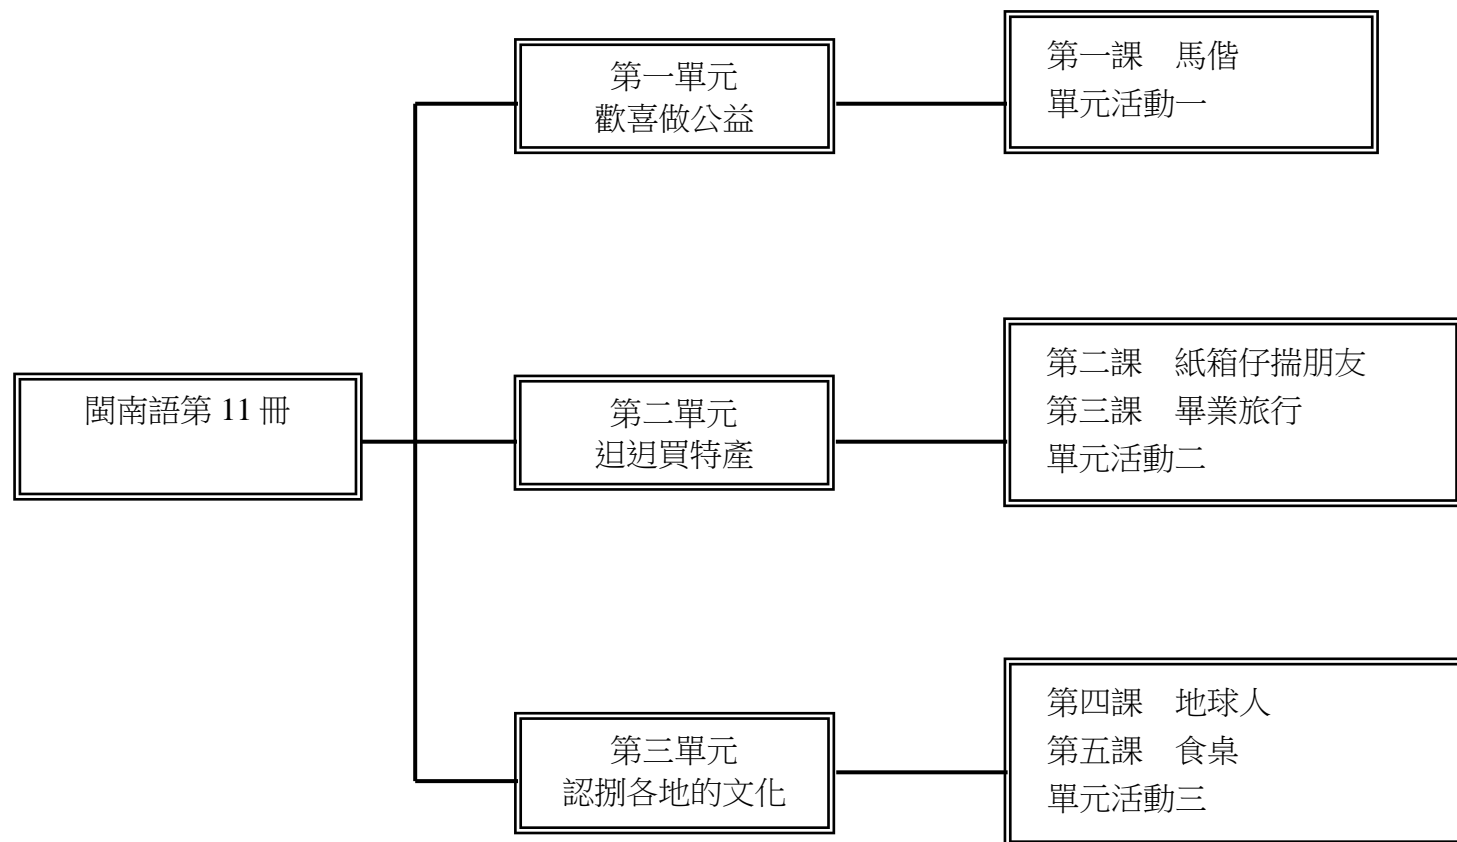 閩南語第 11 冊
第一單元
歡喜做公益
第一課　馬偕
單元活動一
第二單元
𨑨迌買特產
第二課　紙箱仔揣朋友
第三課　畢業旅行
單元活動二
第三單元
認捌各地的文化
第四課　地球人
第五課　食桌
單元活動三